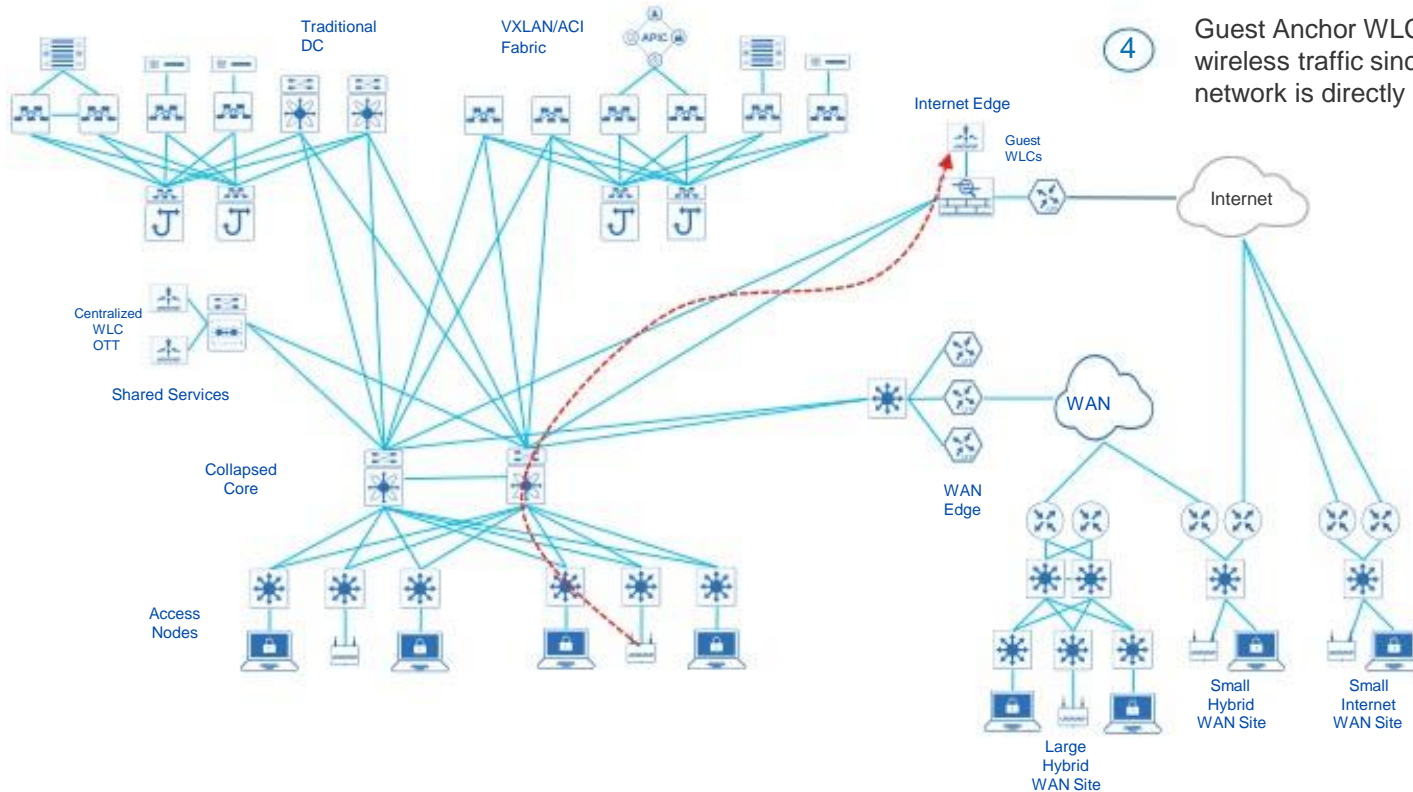 Traditional
DC
VXLAN/ACI
Fabric
APIC
A
4
Guest Anchor WLC
wireless traffic sinc
network is directly
Internet Edge
Guest
WLCs
Internet
Centralized
WLC
OTT
Shared Services
WAN
Collapsed
Core
WAN
Edge
Access
Nodes
Small
Hybrid
WAN Site
Small
Internet
WAN Site
Large
Hybrid
WAN Site